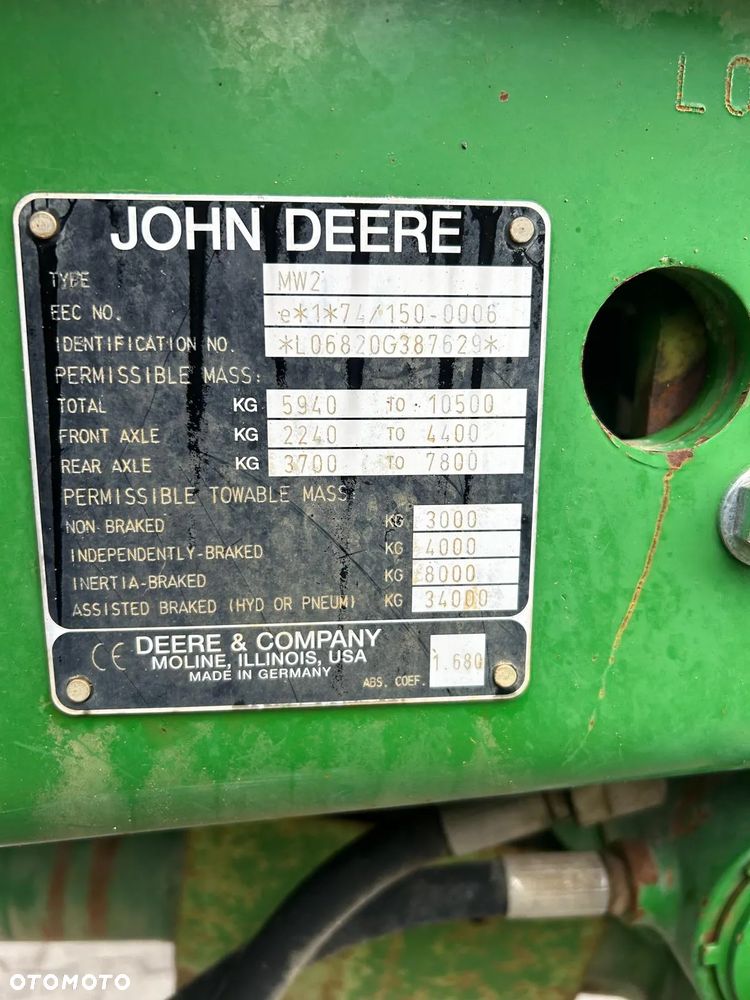 LO
JOHN DEERE
TYPE MW2
EEC NO. e*1*74/150-0006
IDENTIFICATION NO. *L06820G387629*
PERMISSIBLE MASS:
TOTAL KG 5940 TO 10500
FRONT AXLE KG 2240 TO 4400
REAR AXLE KG 3700 TO 7800
PERMISSIBLE TOWABLE MASS:
NON-BRAKED KG 3000
INDEPENDENTLY-BRAKED KG 4000
INERTIA-BRAKED KG 8000
ASSISTED BRAKED (HYD OR PNEUM) KG 34000
CE DEERE & COMPANY
MOLINE, ILLINOIS, USA
MADE IN GERMANY
ABS. COEF. 1.680
OTOMOTO